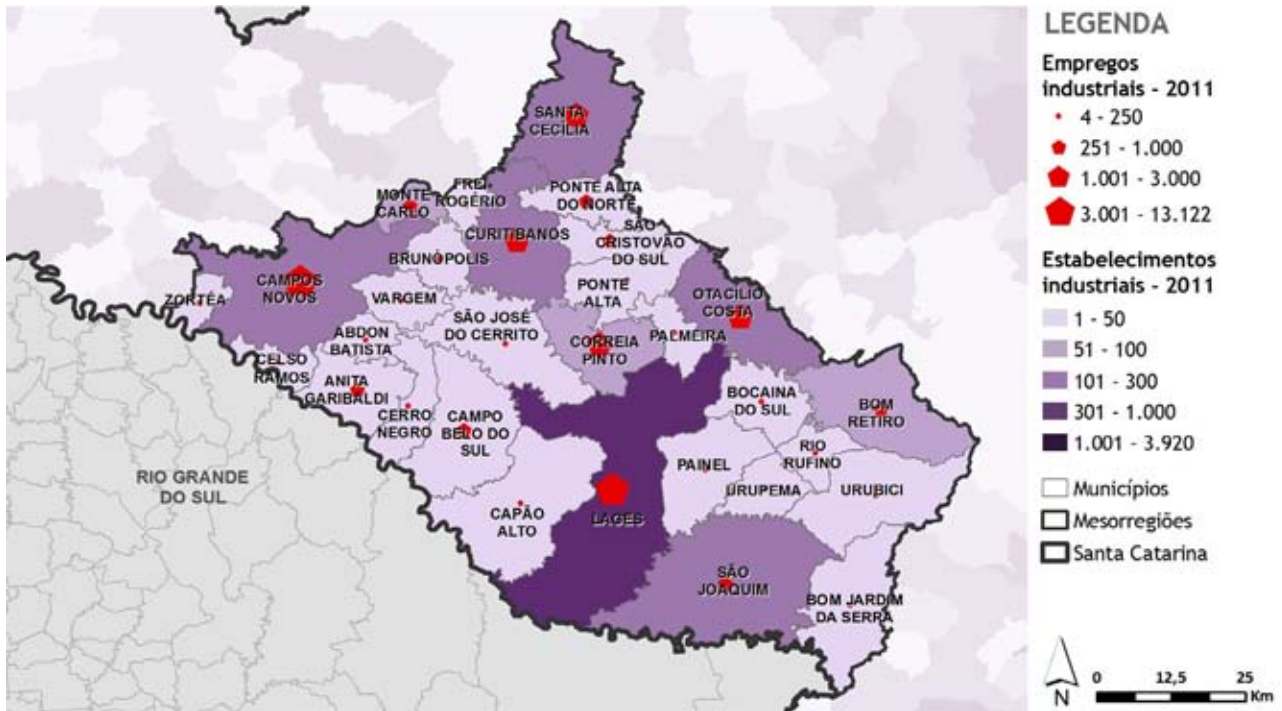 SANTA
CECÍLIA
FREI
ROGÉRIO
MONTE
CARLO
PONTE ALTA
DO NORTE
CURITIBANOS
SÃO
CRISTOVÃO
DO SUL
BRUNÓPOLIS
CAMPOS
NOVOS
ZORTÉA
VARGEM
PONTE
ALTA
OTACÍLIO
COSTA
SÃO JOSÉ
DO CERRITO
ABDON
BATISTA
CORREIA
PINTO
PALMEIRA
CELSO
RAMOS
ANITA
GARIBALDI
CERRO
NEGRO
CAMPO
BELO DO
SUL
BOCAINA
DO SUL
BOM
RETIRO
RIO
RUFINO
PAINEL
URUPEMA
URUBICI
RIO GRANDE
DO SUL
CAPÃO
ALTO
LAGES
SÃO
JOAQUIM
BOM JARDIM
DA SERRA
LEGENDA
Empregos
industriais - 2011
4 - 250
251 - 1.000
1.001 - 3.000
3.001 - 13.122
Estabelecimentos
industriais - 2011
1 - 50
51 - 100
101 - 300
301 - 1.000
1.001 - 3.920
Municípios
Mesorregiões
Santa Catarina
N
0 12,5 25
Km